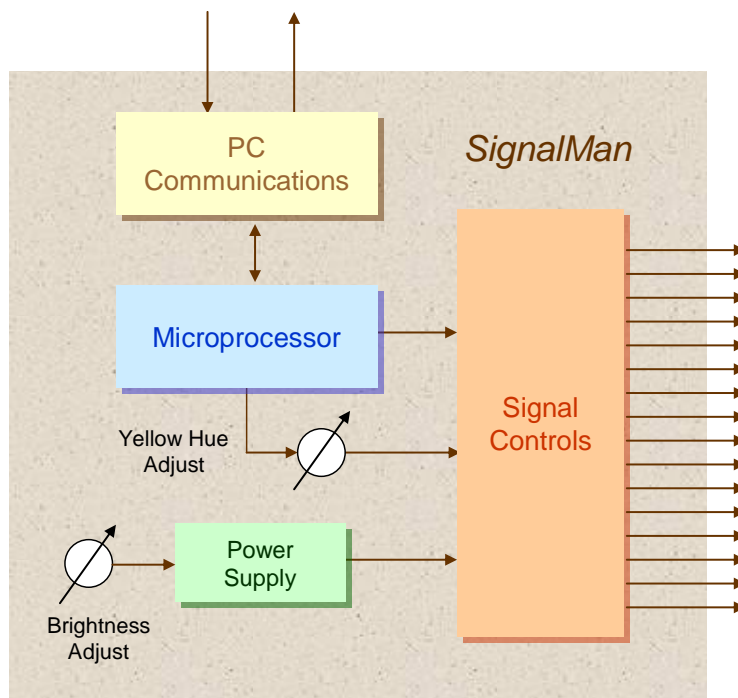 PC
Communications
SignalMan
Microprocessor
Yellow Hue
Adjust
Signal
Controls
Power
Supply
Brightness
Adjust